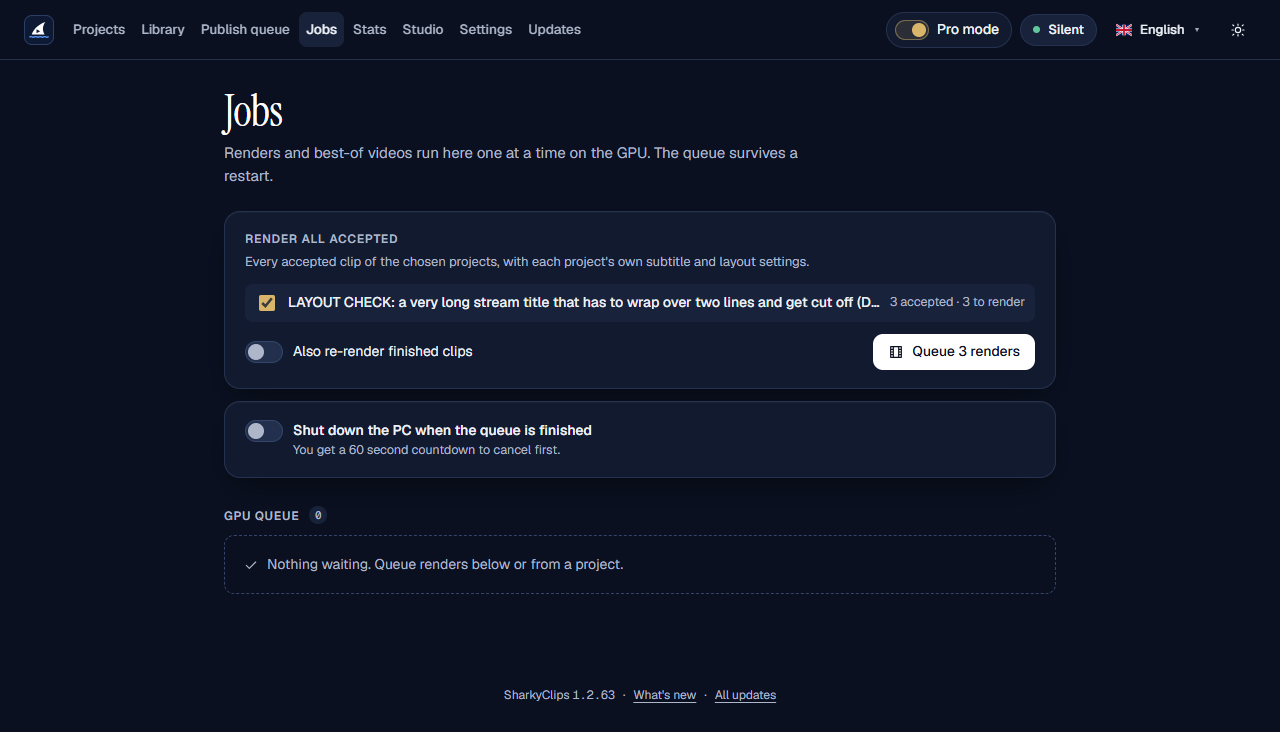 Projects Library Publish queue Jobs Stats Studio Settings Updates Pro mode Silent English
Jobs
Renders and best-of videos run here one at a time on the GPU. The queue survives a
restart.
RENDER ALL ACCEPTED
Every accepted clip of the chosen projects, with each project's own subtitle and layout settings.
LAYOUT CHECK: a very long stream title that has to wrap over two lines and get cut off (D... 3 accepted · 3 to render
Also re-render finished clips Queue 3 renders
Shut down the PC when the queue is finished
You get a 60 second countdown to cancel first.
GPU QUEUE 0
Nothing waiting. Queue renders below or from a project.
SharkyClips 1.2.63 · What's new · All updates